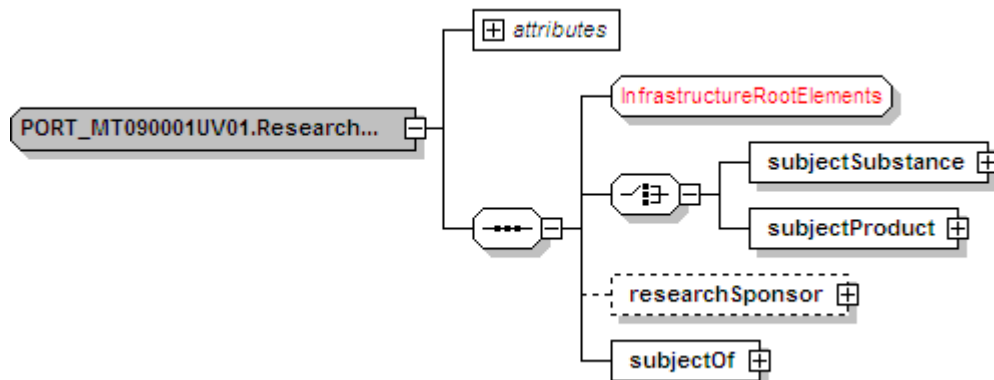 attributes
InfrastructureRootElements
PORT_MT090001UV01.Research...
subjectSubstance
subjectProduct
researchSponsor
subjectOf